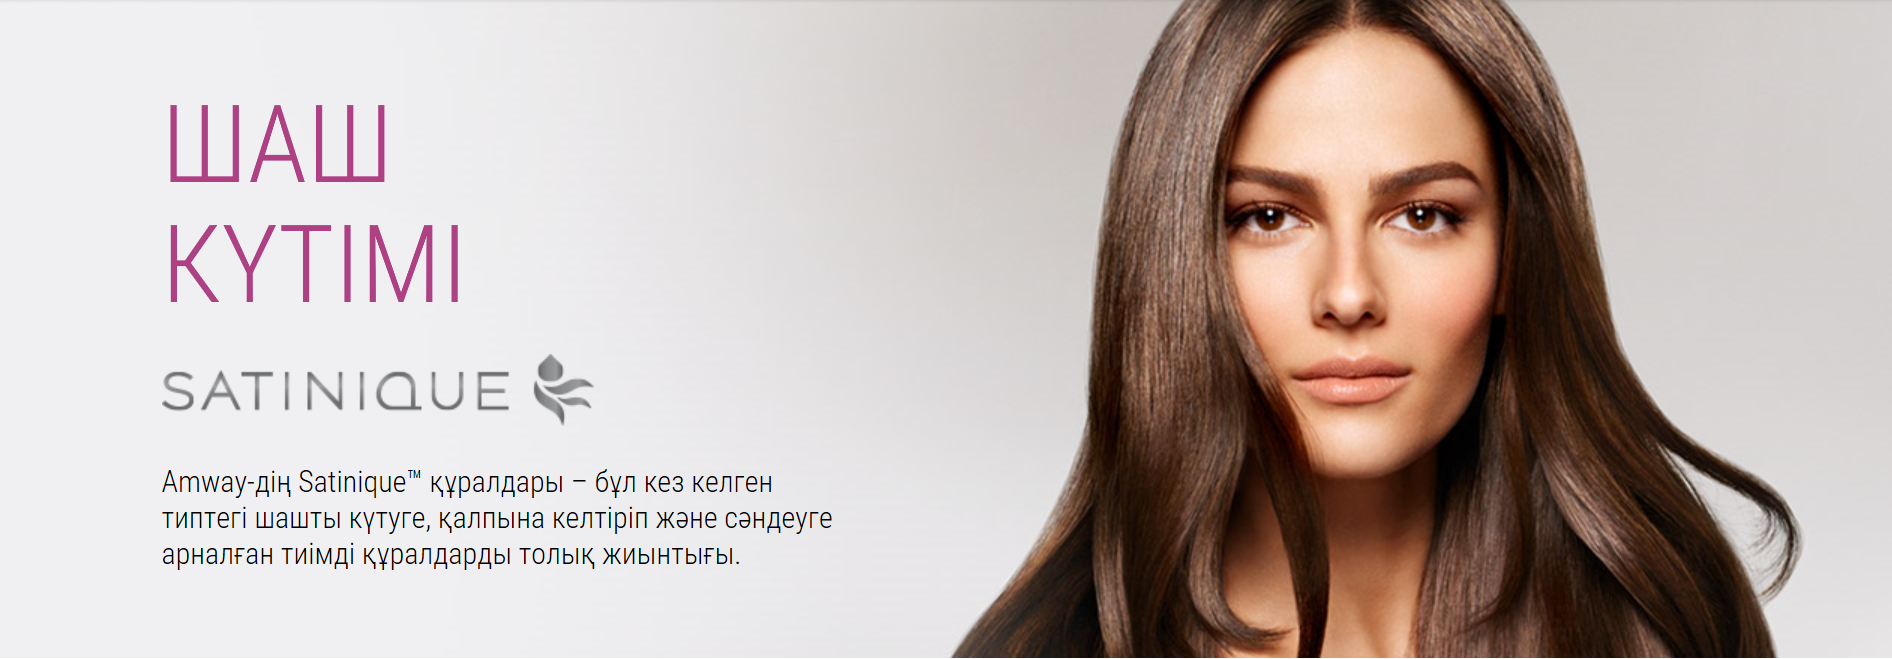 ШАШ
КҮТІМІ
SATINIQUE
Amway-дің Satinique™ құралдары – бұл кез келген
типтегі шашты күтуге, қалпына келтіріп және сәндеуге
арналған тиімді құралдарды толық жиынтығы.